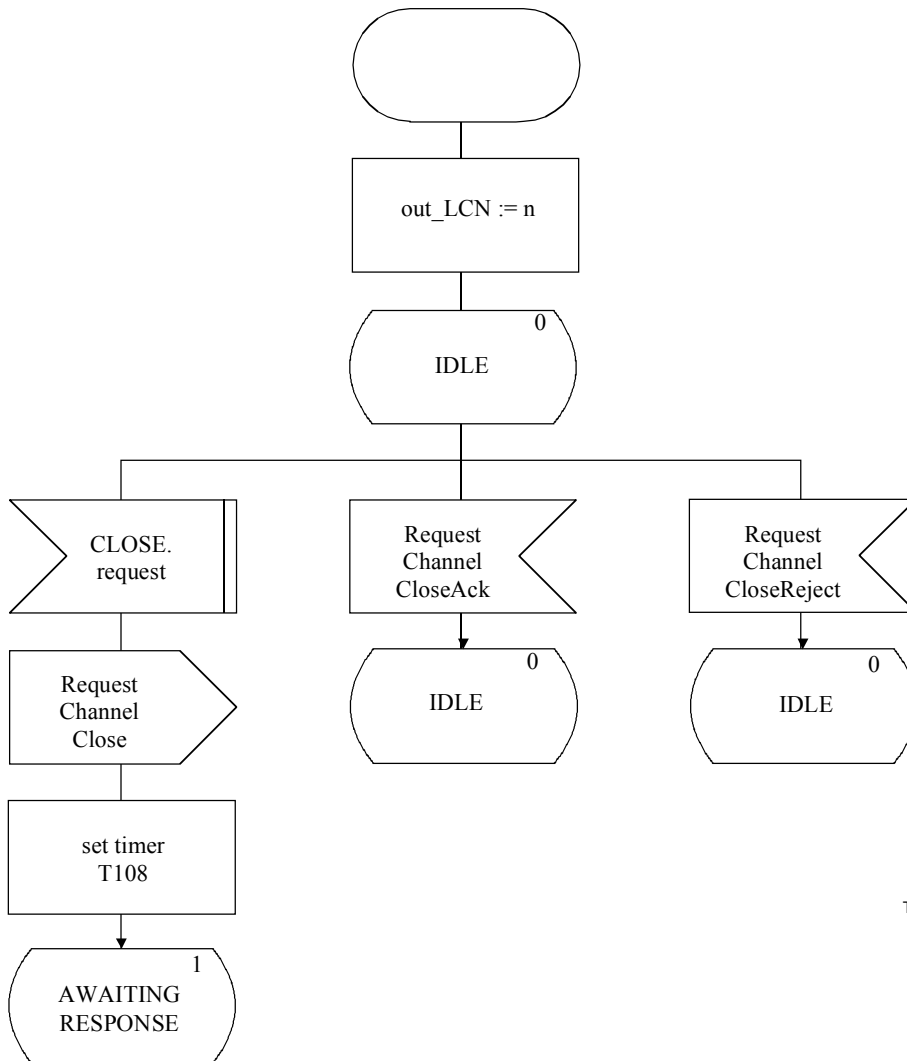 out_LCN := n
0
IDLE
CLOSE.
request
Request
Channel
CloseAck
Request
Channel
CloseReject
Request
Channel
Close
0
IDLE
0
IDLE
set timer
T108
1
AWAITING
RESPONSE